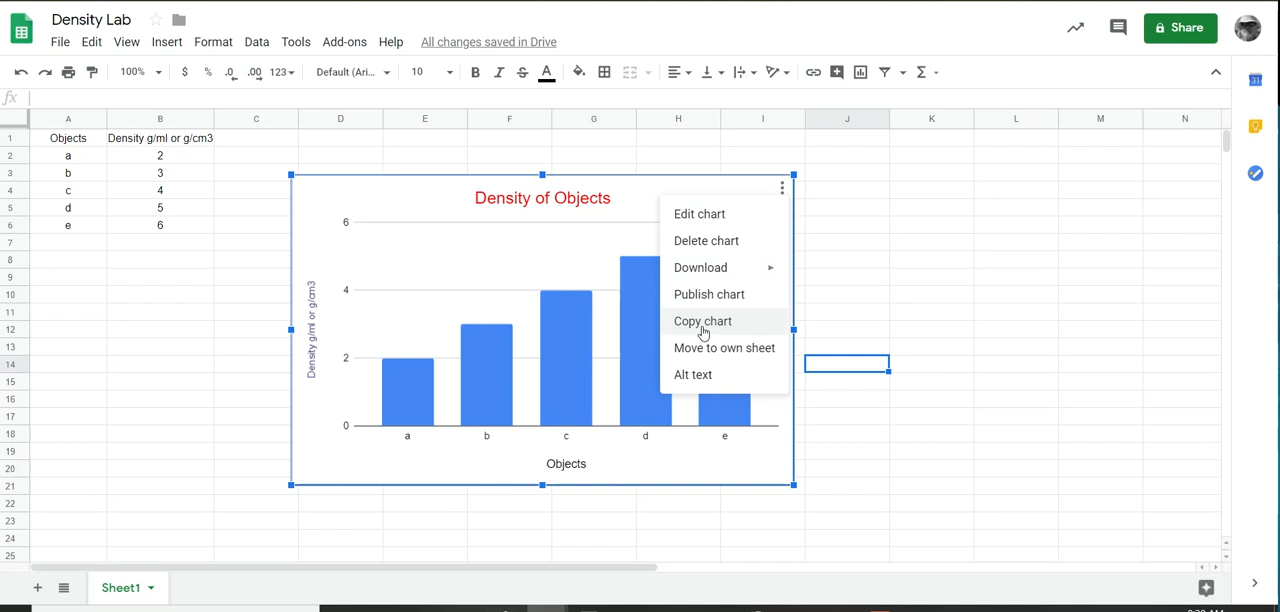 Density Lab
File Edit View Insert Format Data Tools Add-ons Help All changes saved in Drive
Share
100% $ % .0 .00 123 Default (Ari... 10 B I S A Σ
31
fx
A B C D E F G H I J K L M N
1 Objects Density g/ml or g/cm3
2 a 2
3 b 3
4 c 4
5 d 5
6 e 6
7
8
9
10
11
12
13
14
15
16
17
18
19
20
21
22
23
24
25
Density of Objects
6
4
2
0
Density g/ml or g/cm3
a b c d e
Objects
Edit chart
Delete chart
Download
Publish chart
Copy chart
Move to own sheet
Alt text
Sheet1